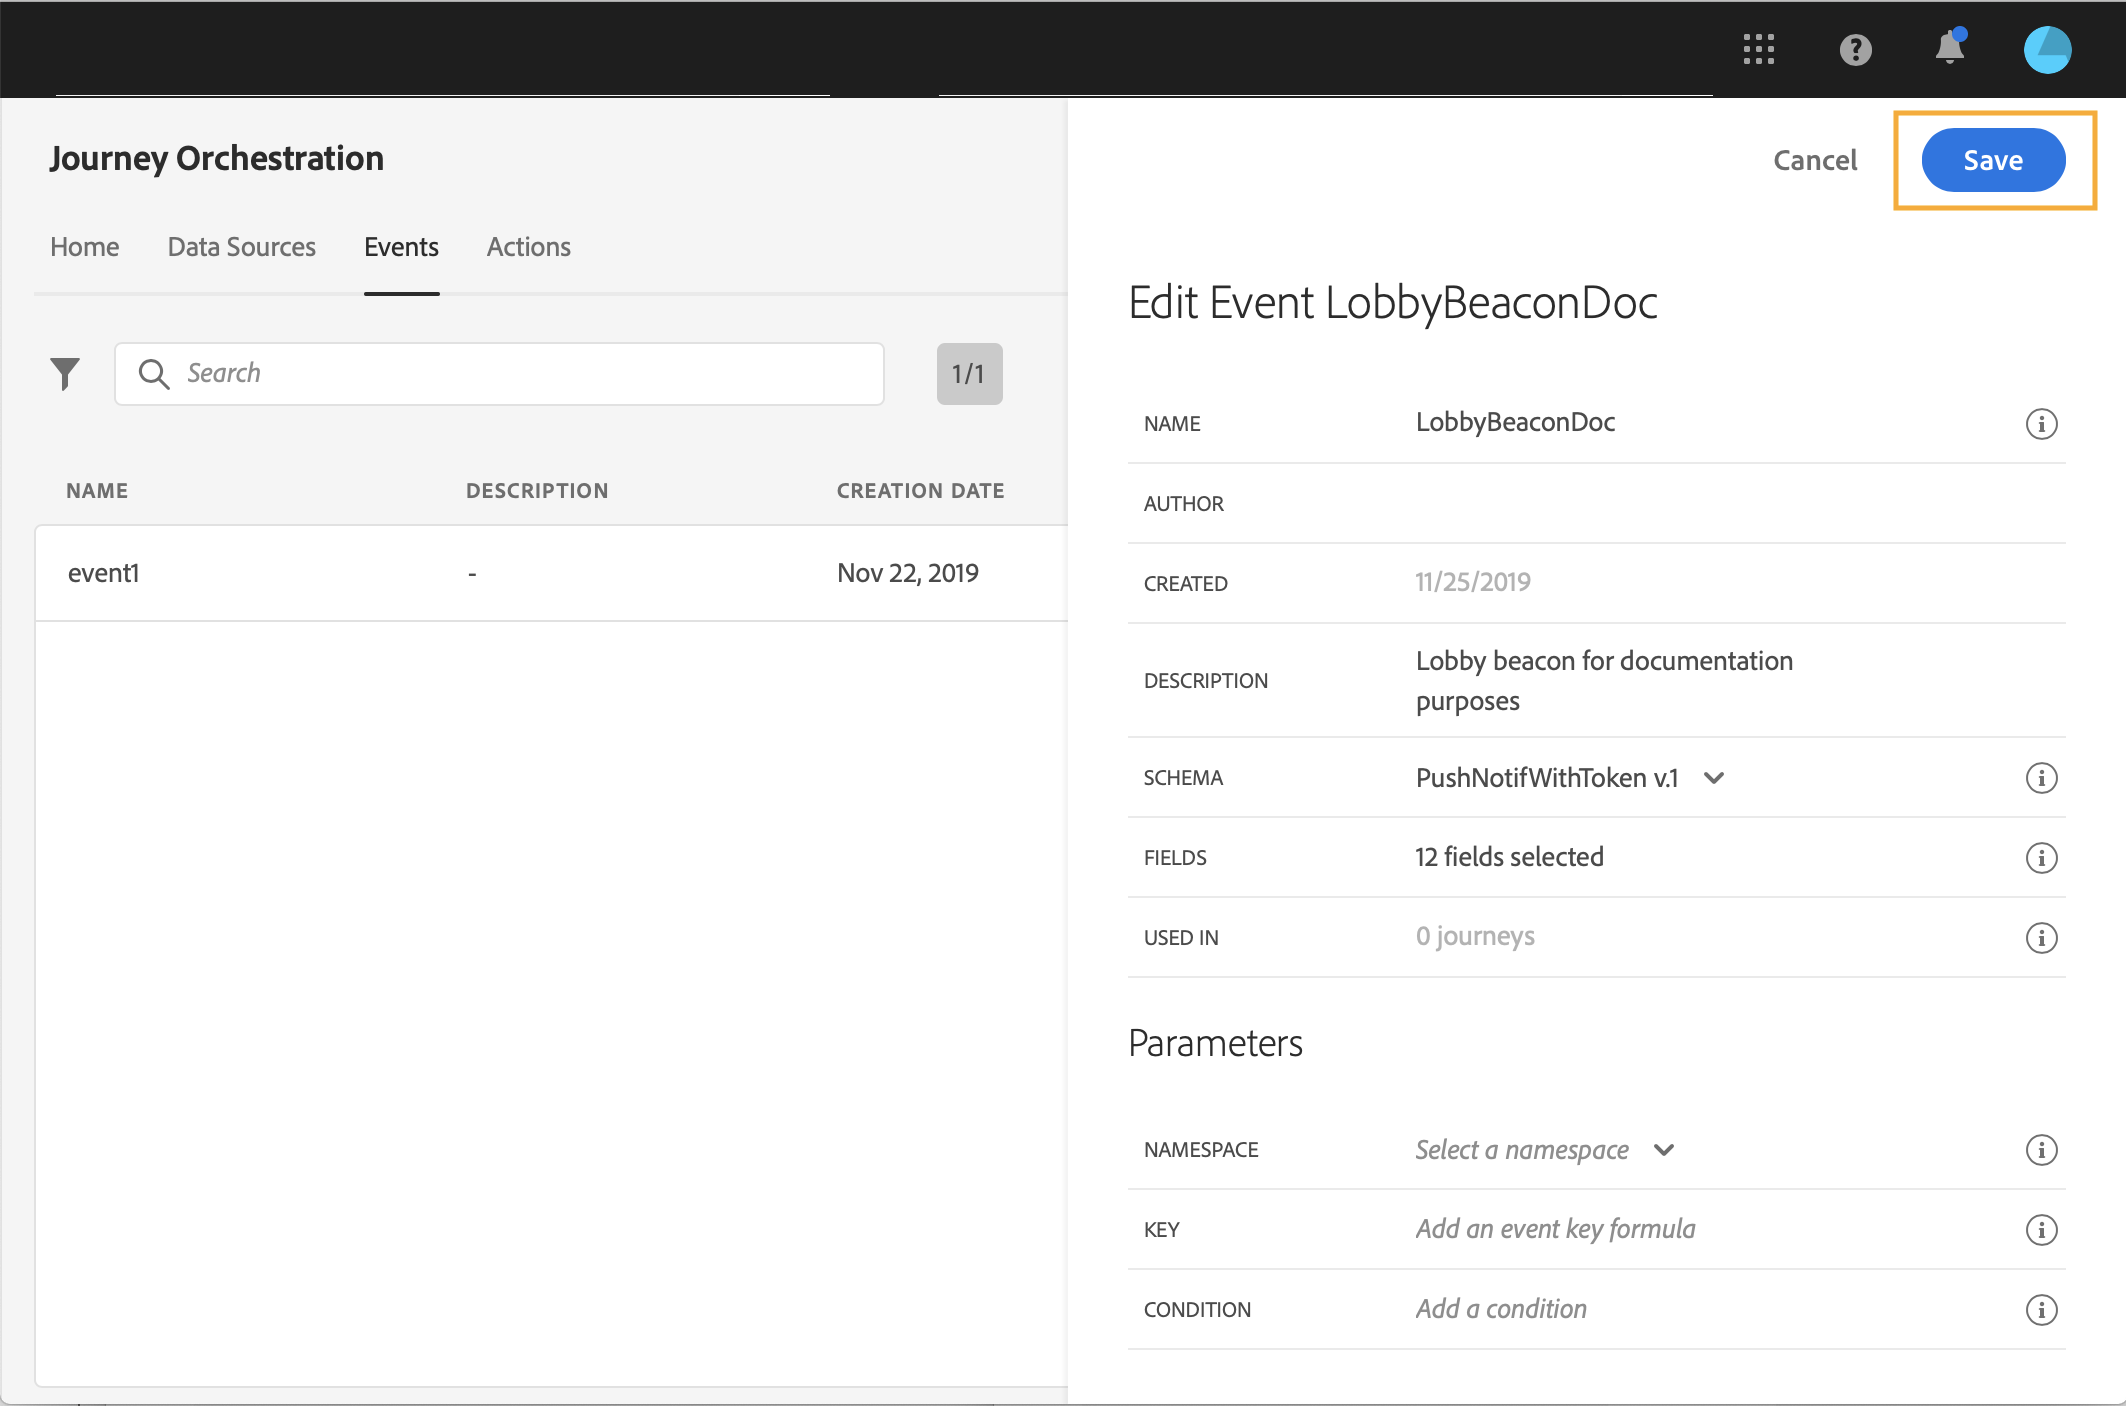 Journey Orchestration
Cancel
Save
Home
Data Sources
Events
Actions
Search
1/1
NAME
DESCRIPTION
CREATION DATE
event1
-
Nov 22, 2019
Edit Event LobbyBeaconDoc
NAME
LobbyBeaconDoc
AUTHOR
CREATED
11/25/2019
DESCRIPTION
Lobby beacon for documentation
purposes
SCHEMA
PushNotifWithToken v.1
FIELDS
12 fields selected
USED IN
0 journeys
Parameters
NAMESPACE
Select a namespace
KEY
Add an event key formula
CONDITION
Add a condition